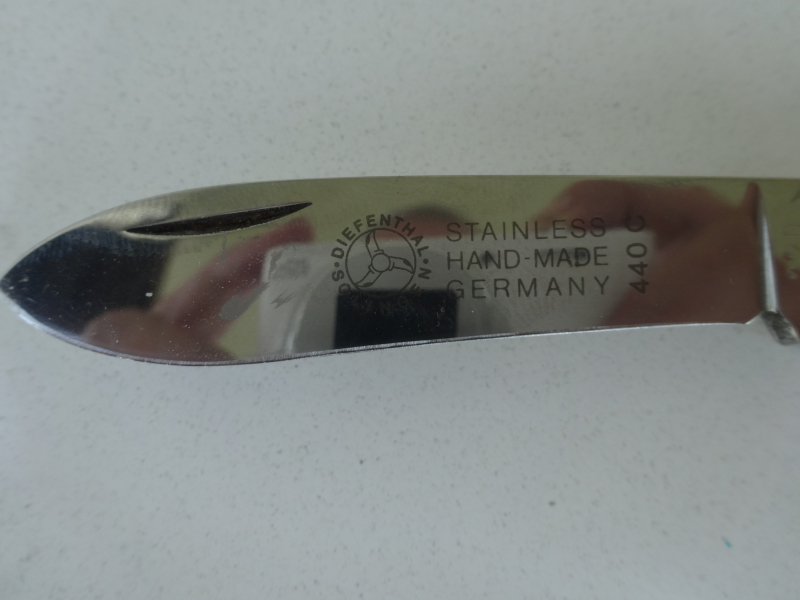 DIEFENTHAL
STAINLESS
HAND-MADE
GERMANY
440 C